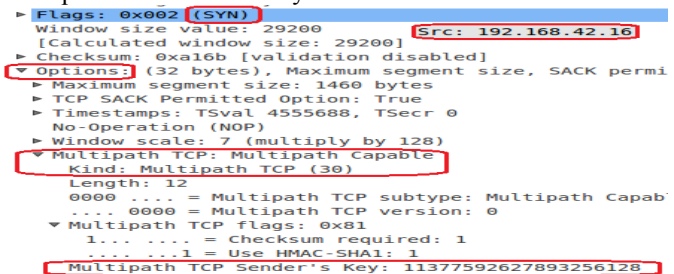 Flags: 0x002 (SYN)
Window size value: 29200
Src: 192.168.42.16
[Calculated window size: 29200]
Checksum: 0xa16b [validation disabled]
Options: (32 bytes), Maximum segment size, SACK permi
Maximum segment size: 1460 bytes
TCP SACK Permitted Option: True
Timestamps: TSval 4555688, TSecr 0
No-Operation (NOP)
Window scale: 7 (multiply by 128)
Multipath TCP: Multipath Capable
Kind: Multipath TCP (30)
Length: 12
0000 .... = Multipath TCP subtype: Multipath Capab
.... 0000 = Multipath TCP version: 0
Multipath TCP flags: 0x81
1... .... = Checksum required: 1
.... ...1 = Use HMAC-SHA1: 1
Multipath TCP Sender's Key: 11377592627893256128